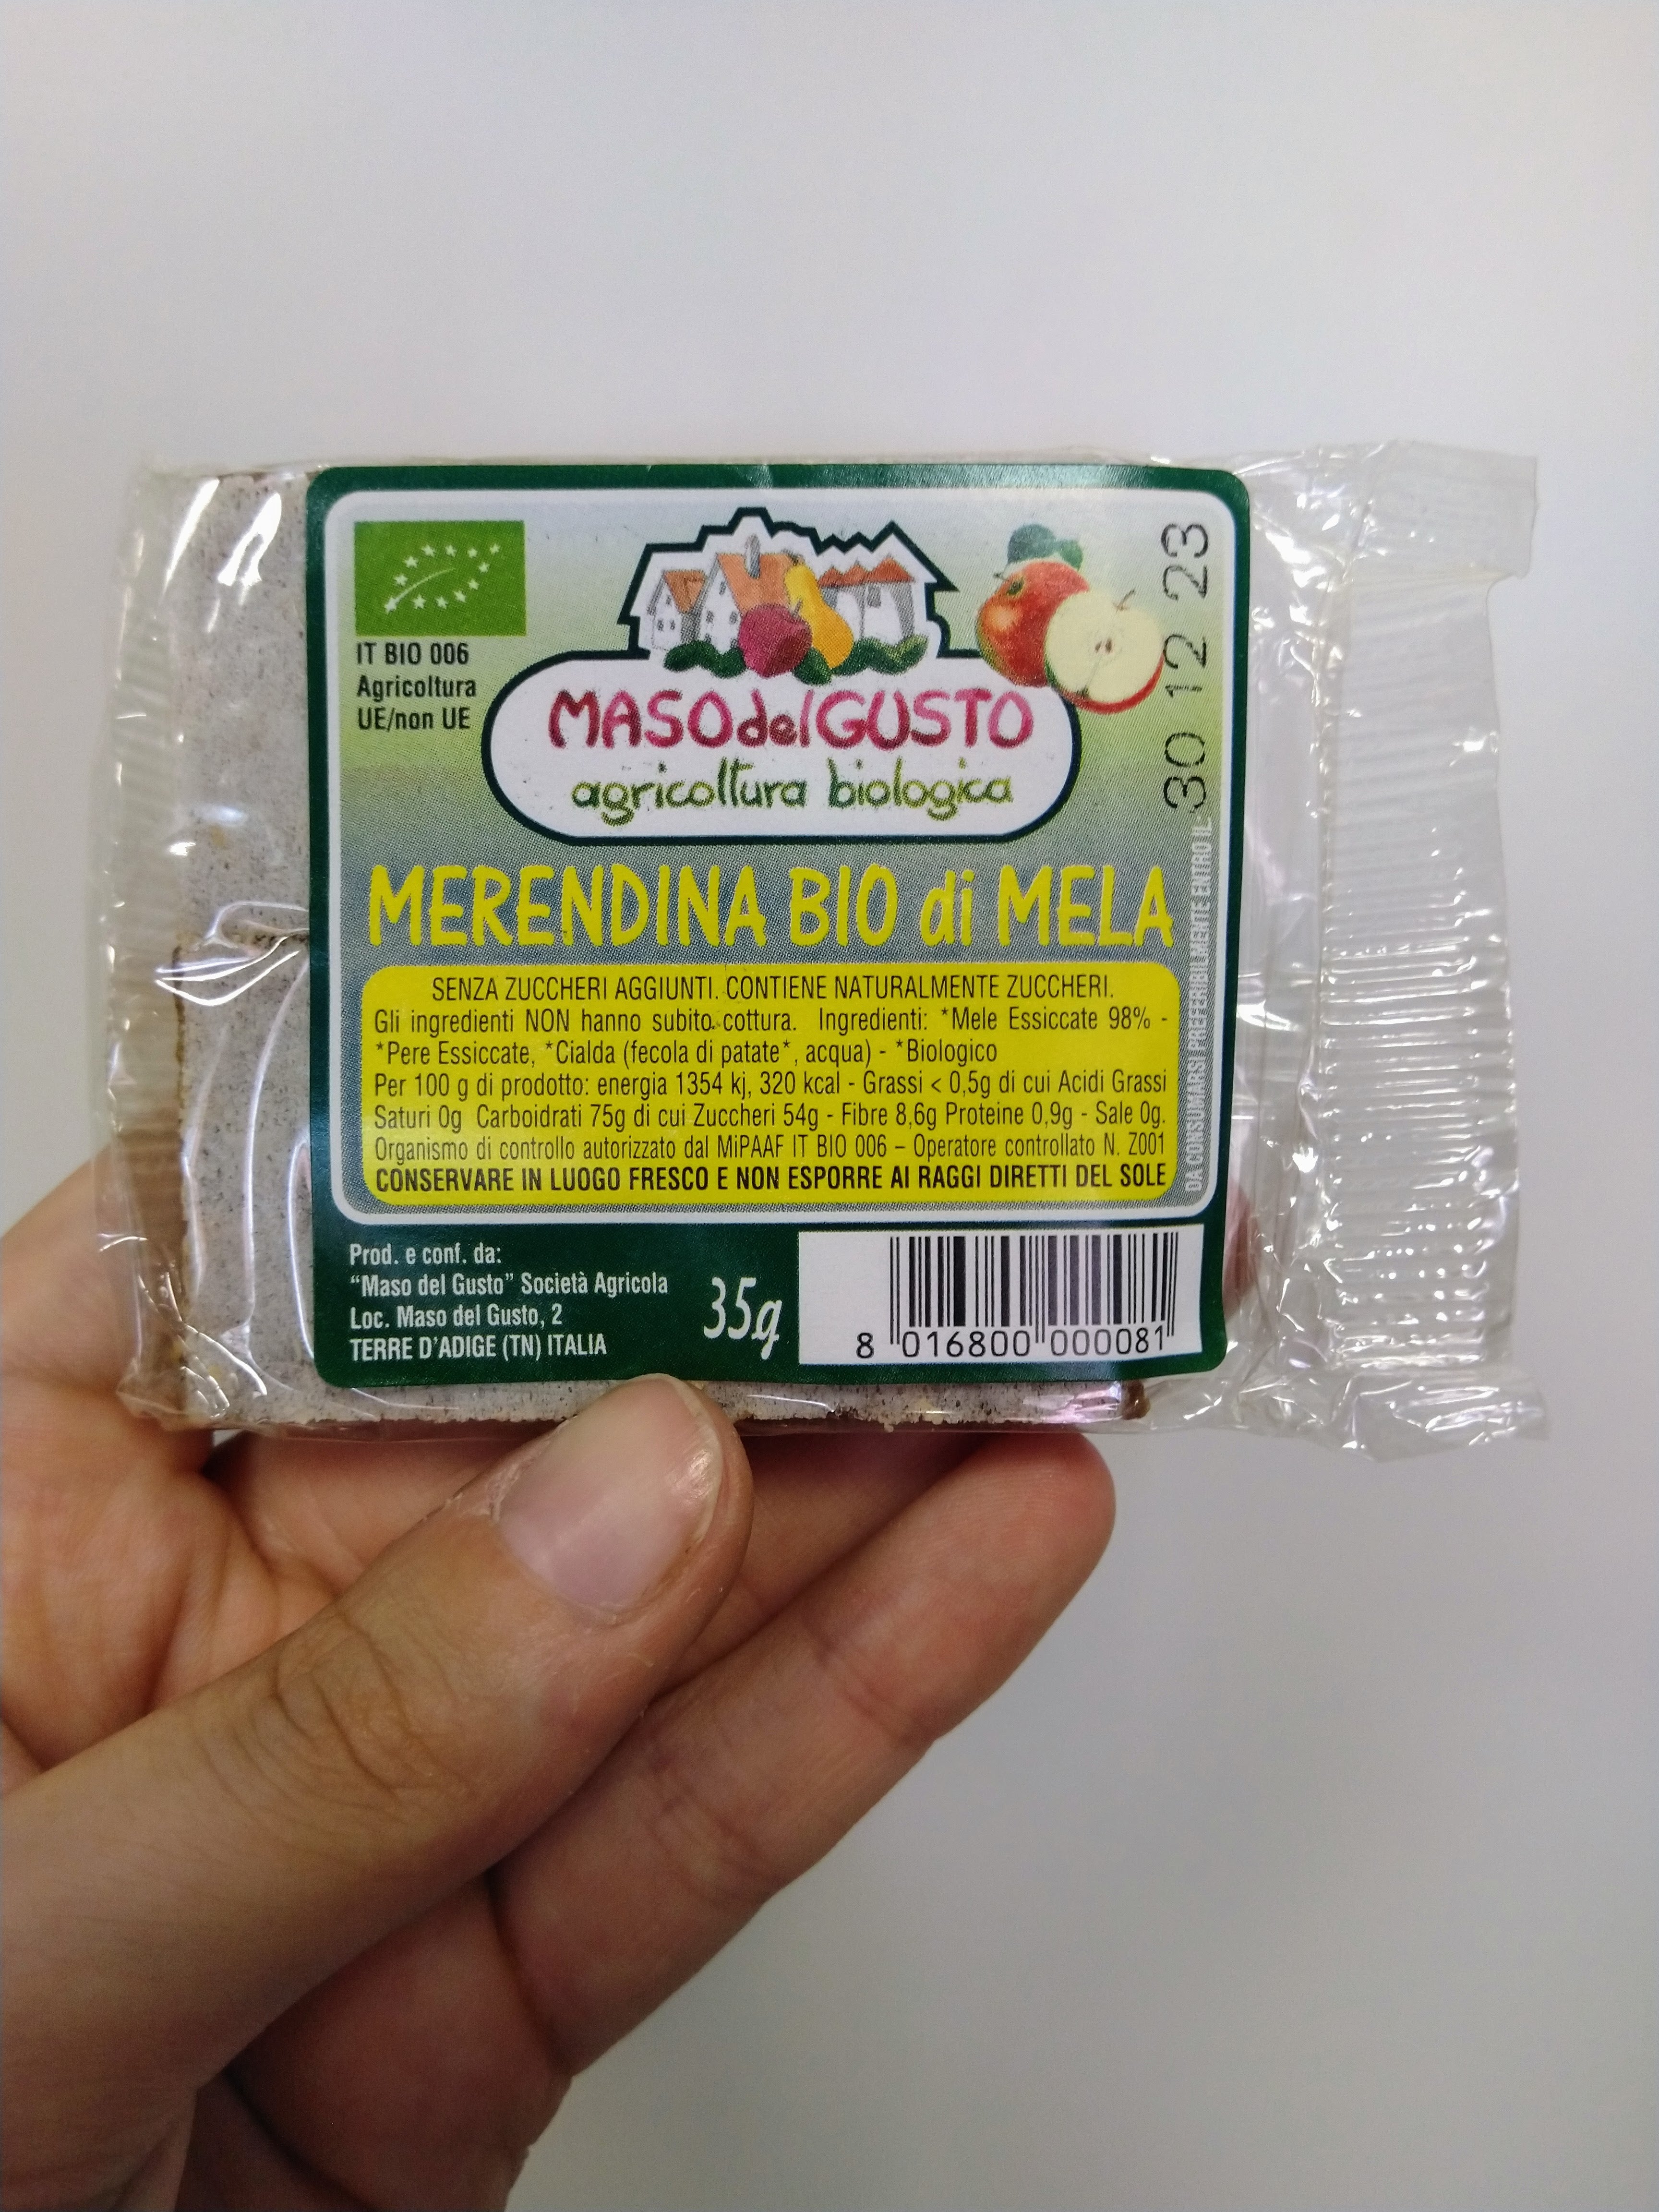 IT BIO 006
Agricoltura
UE/non UE
MASOdelGUSTO
agricoltura biologica
30 12 23
DA CONSUMARSI PREFERIBILMENTE ENTRO IL:
MERENDINA BIO di MELA
SENZA ZUCCHERI AGGIUNTI. CONTIENE NATURALMENTE ZUCCHERI.
Gli ingredienti NON hanno subito cottura. Ingredienti: *Mele Essiccate 98% -
*Pere Essiccate, *Cialda (fecola di patate*, acqua) - *Biologico
Per 100 g di prodotto: energia 1354 kj, 320 kcal - Grassi < 0,5g di cui Acidi Grassi
Saturi 0g Carboidrati 75g di cui Zuccheri 54g - Fibre 8,6g Proteine 0,9g - Sale 0g.
Organismo di controllo autorizzato dal MiPAAF IT BIO 006 – Operatore controllato N. Z001
CONSERVARE IN LUOGO FRESCO E NON ESPORRE AI RAGGI DIRETTI DEL SOLE
Prod. e conf. da:
“Maso del Gusto” Società Agricola
Loc. Maso del Gusto, 2
TERRE D'ADIGE (TN) ITALIA
35g
8 016800 000081